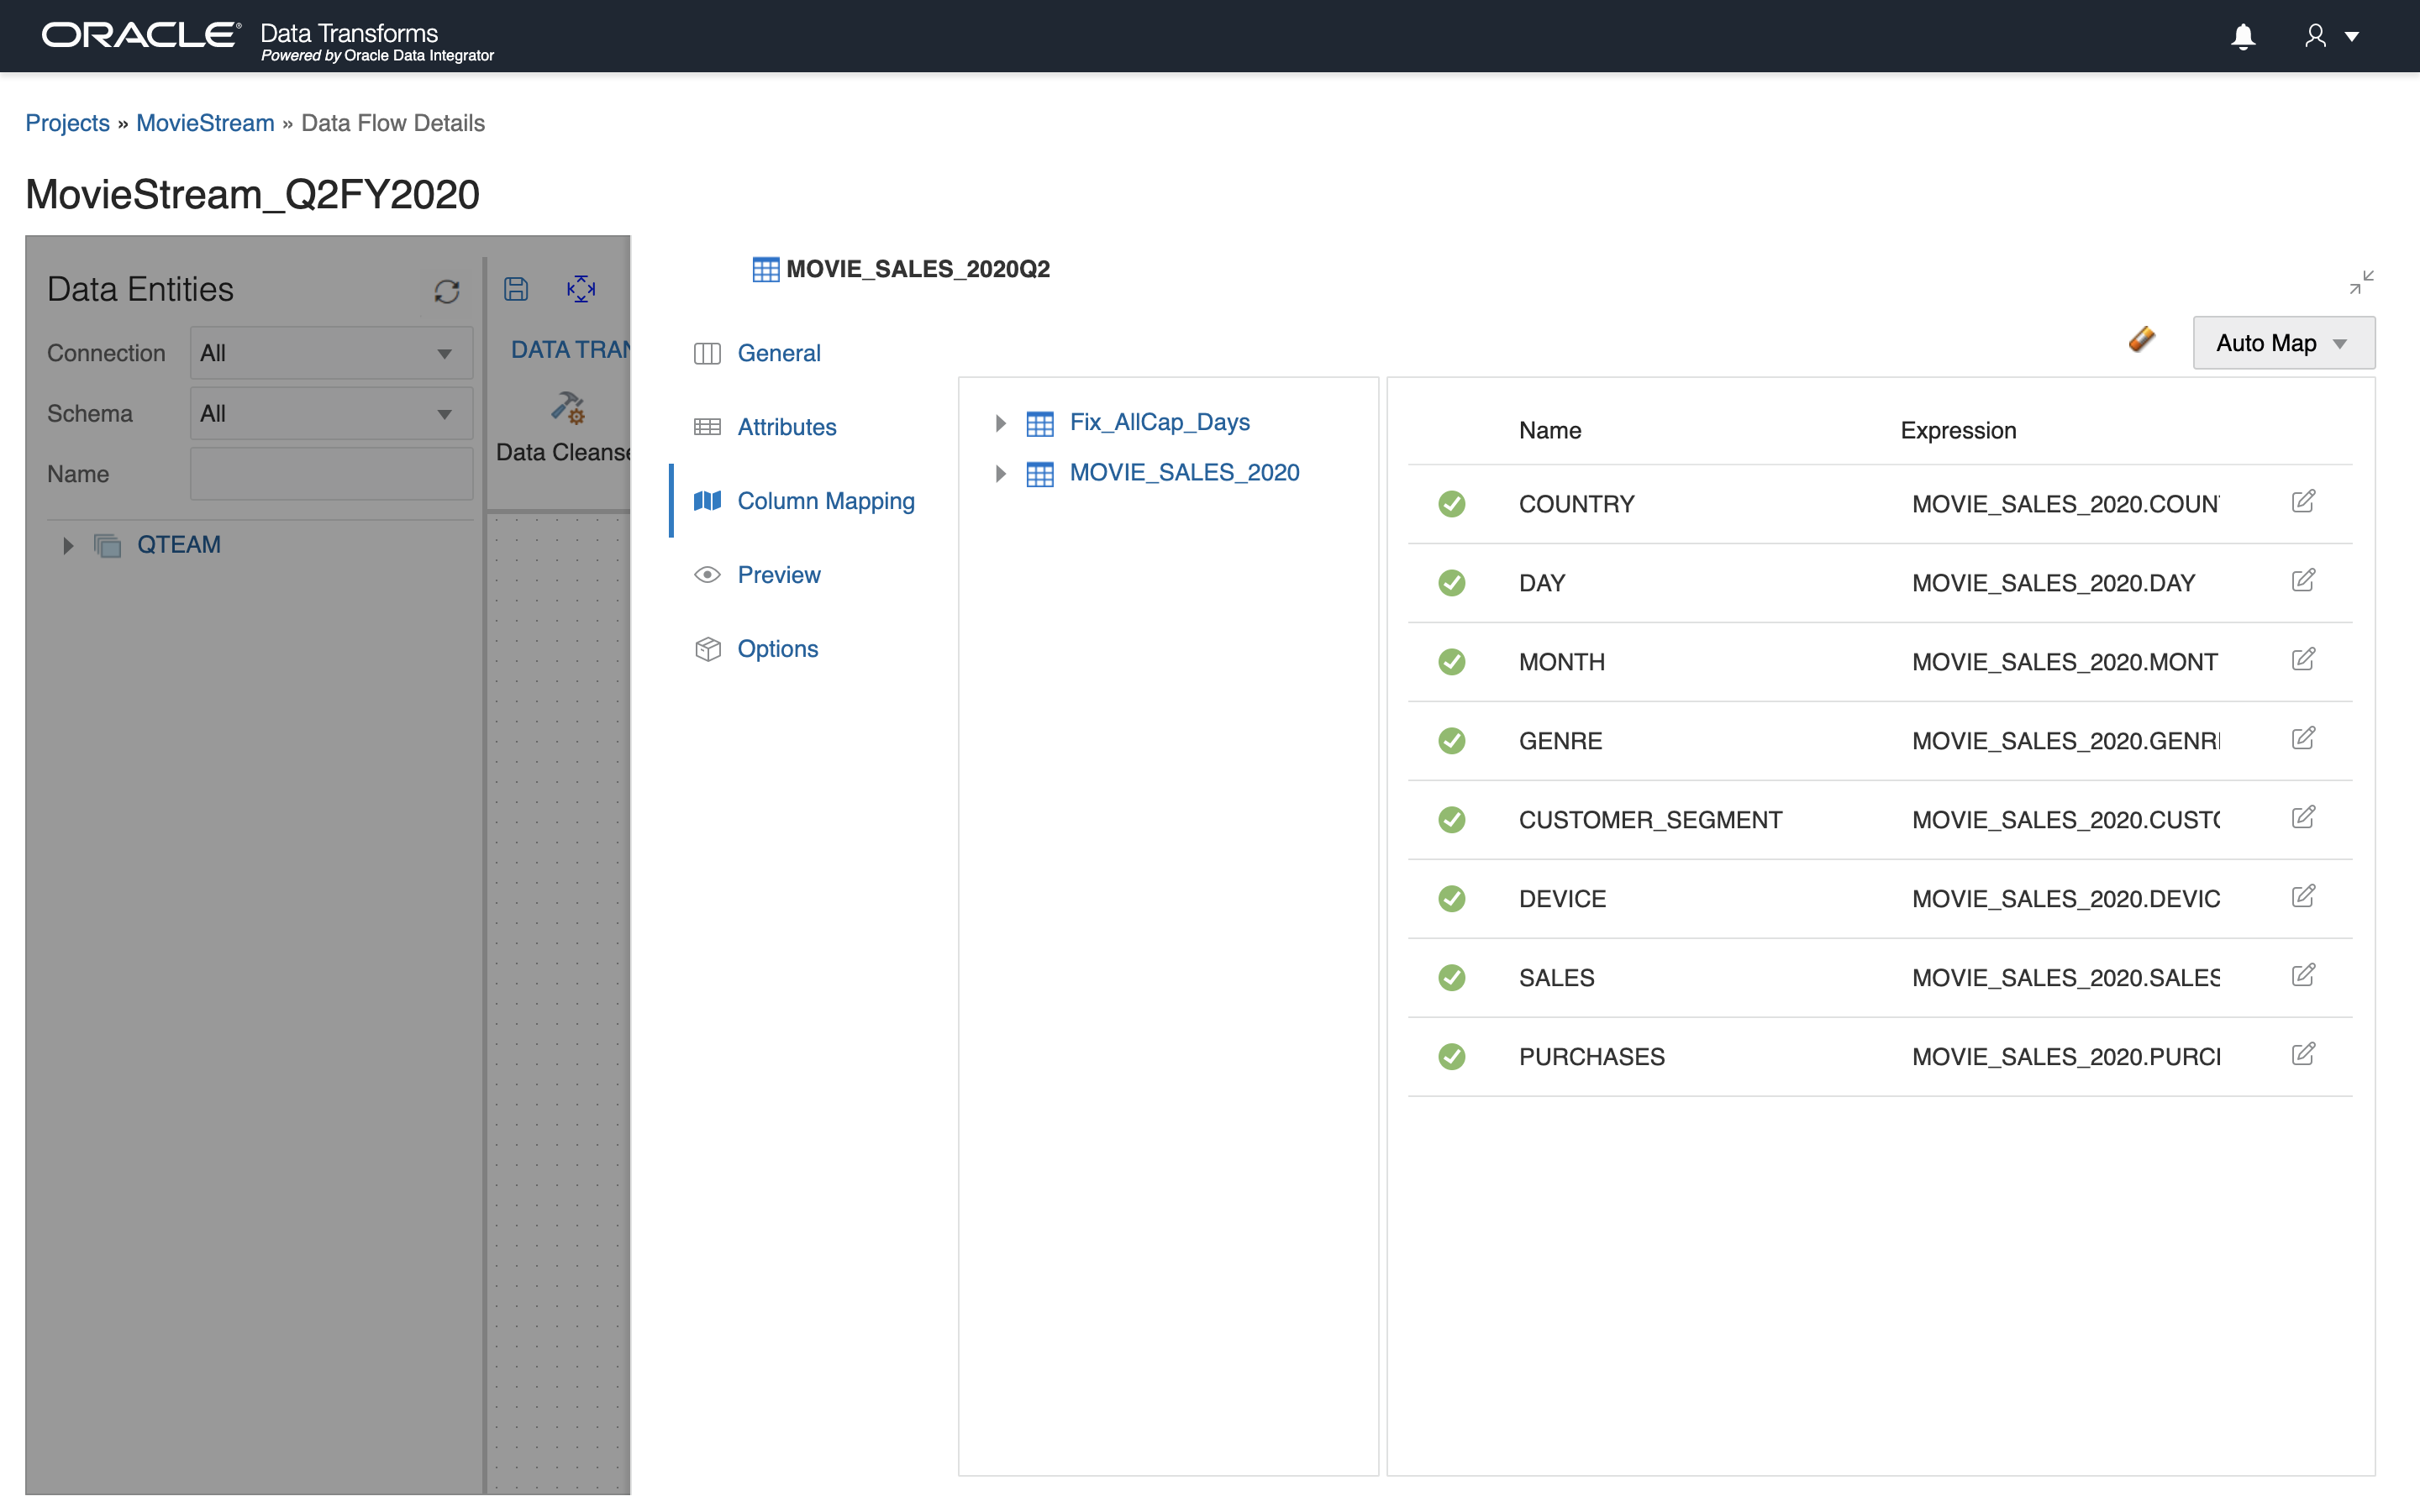 ORACLE® Data Transforms
Powered by Oracle Data Integrator
Projects » MovieStream » Data Flow Details
MovieStream_Q2FY2020
Data Entities
Connection All
Schema All
Name
QTEAM
DATA TRAN
Data Cleanse
MOVIE_SALES_2020Q2
General
Attributes
Column Mapping
Preview
Options
Auto Map
Fix_AllCap_Days
MOVIE_SALES_2020
Name Expression
COUNTRY MOVIE_SALES_2020.COUN
DAY MOVIE_SALES_2020.DAY
MONTH MOVIE_SALES_2020.MONT
GENRE MOVIE_SALES_2020.GENR
CUSTOMER_SEGMENT MOVIE_SALES_2020.CUST
DEVICE MOVIE_SALES_2020.DEVIC
SALES MOVIE_SALES_2020.SALES
PURCHASES MOVIE_SALES_2020.PURC